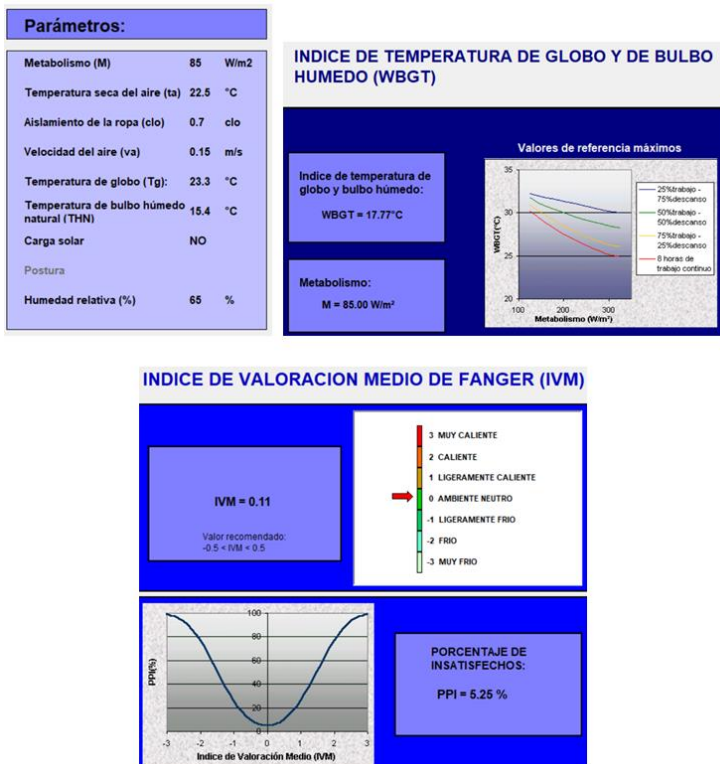 Parámetros:
Metabolismo (M) 85 W/m2
Temperatura seca del aire (ta) 22.5 °C
Aislamiento de la ropa (clo) 0.7 clo
Velocidad del aire (va) 0.15 m/s
Temperatura de globo (Tg): 23.3 °C
Temperatura de bulbo húmedo
natural (THN) 15.4 °C
Carga solar NO
Postura
Humedad relativa (%) 65 %
INDICE DE TEMPERATURA DE GLOBO Y DE BULBO
HUMEDO (WBGT)
Indice de temperatura de
globo y bulbo húmedo:
WBGT = 17.77°C
Metabolismo:
M = 85.00 W/m²
Valores de referencia máximos
35
30
25
20
WBGT(°C)
100 200 300
Metabolismo (W/m²)
25%trabajo -
75%descanso
50%trabajo -
50%descanso
75%trabajo -
25%descanso
8 horas de
trabajo continuo
INDICE DE VALORACION MEDIO DE FANGER (IVM)
IVM = 0.11
Valor recomendado:
-0.5 < IVM < 0.5
3 MUY CALIENTE
2 CALIENTE
1 LIGERAMENTE CALIENTE
0 AMBIENTE NEUTRO
-1 LIGERAMENTE FRIO
-2 FRIO
-3 MUY FRIO
100
80
60
40
20
0
PPI(%)
-3 -2 -1 0 1 2 3
Indice de Valoración Medio (IVM)
PORCENTAJE DE
INSATISFECHOS:
PPI = 5.25 %